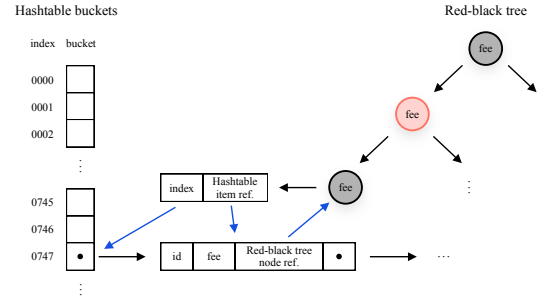 Hashtable buckets
Red-black tree
index bucket
fee
0000
0001
fee
0002
⋮
index
Hashtable
item ref.
fee
⋮
0745
0746
0747
id
fee
Red-black tree
node ref.
⋯
⋮